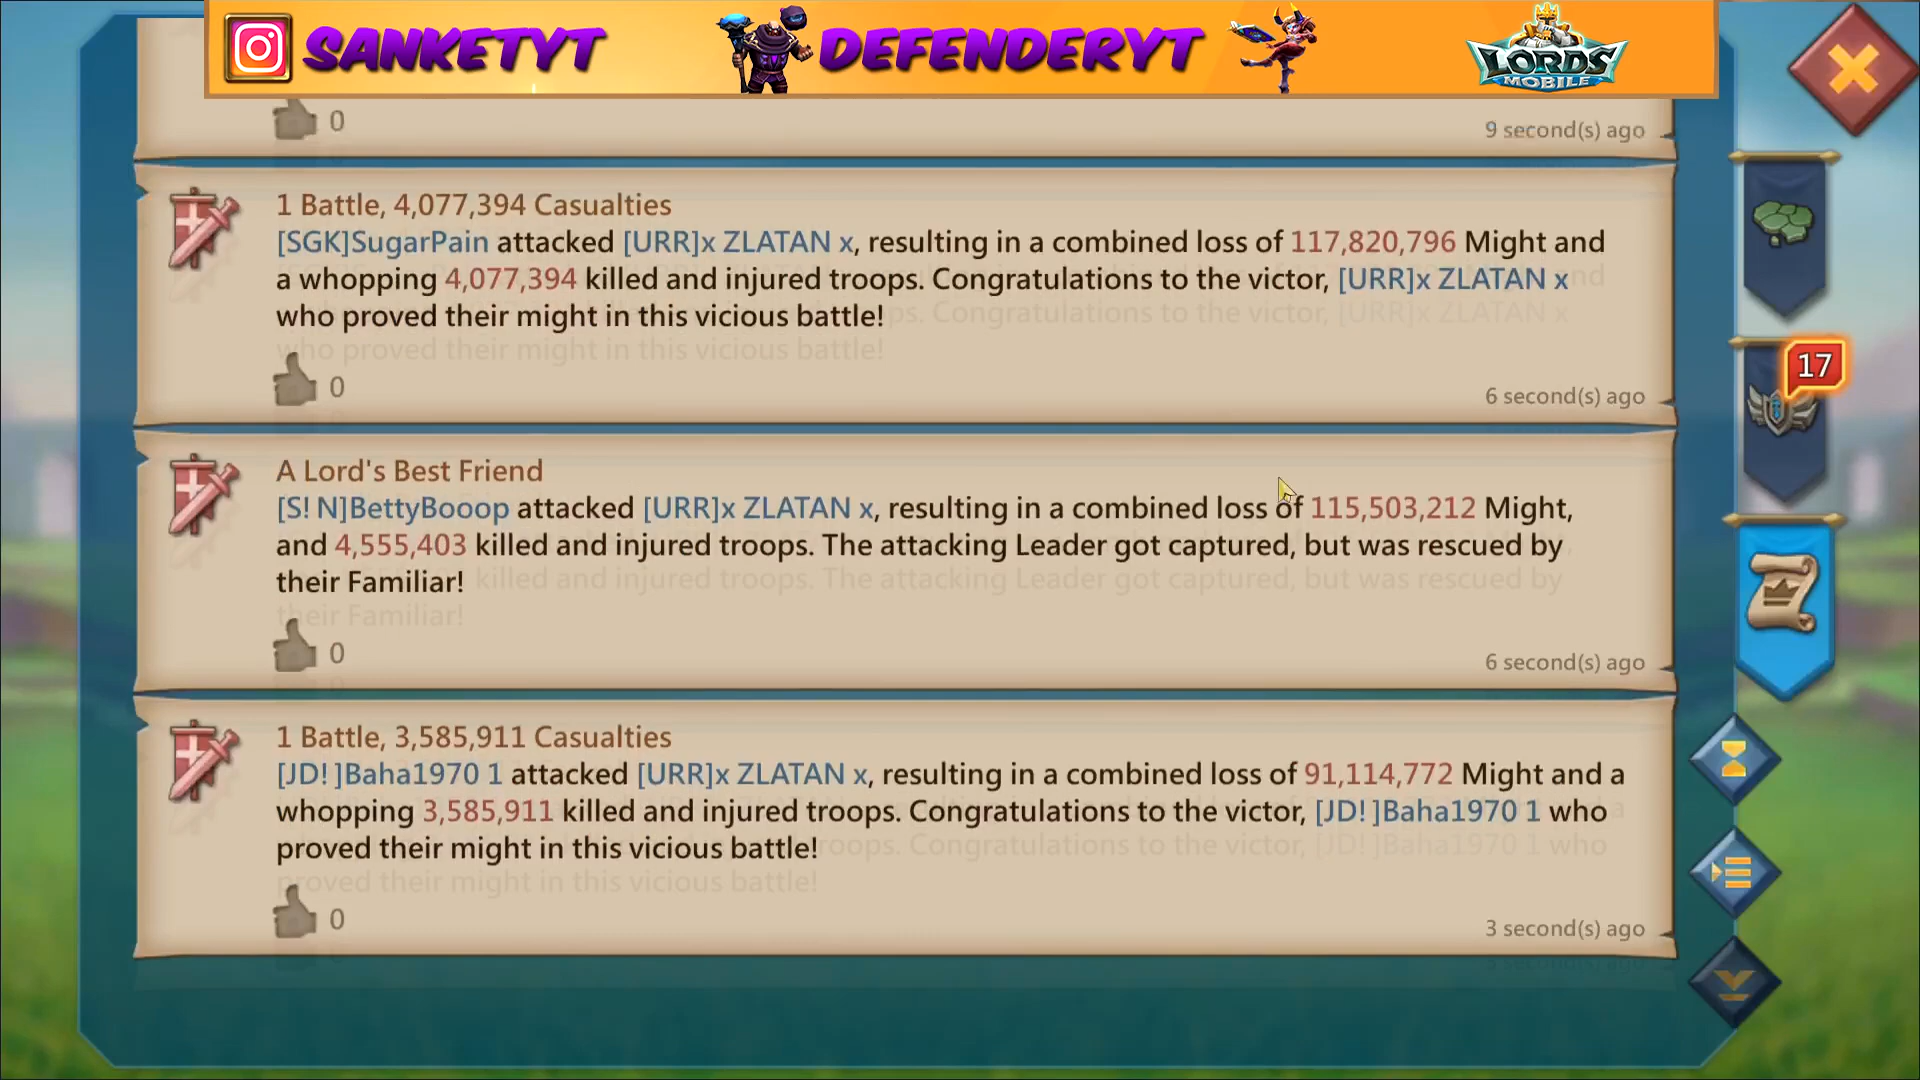 SANKETYT
DEFENDERYT
LORDS
MOBILE
0
9 second(s) ago
1 Battle, 4,077,394 Casualties
[SGK]SugarPain attacked [URR]x ZLATAN x, resulting in a combined loss of 117,820,796 Might and
a whopping 4,077,394 killed and injured troops. Congratulations to the victor, [URR]x ZLATAN x
who proved their might in this vicious battle!
0
6 second(s) ago
17
A Lord's Best Friend
[S! N]BettyBooop attacked [URR]x ZLATAN x, resulting in a combined loss of 115,503,212 Might,
and 4,555,403 killed and injured troops. The attacking Leader got captured, but was rescued by
their Familiar!
0
6 second(s) ago
1 Battle, 3,585,911 Casualties
[JD! ]Baha1970 1 attacked [URR]x ZLATAN x, resulting in a combined loss of 91,114,772 Might and a
whopping 3,585,911 killed and injured troops. Congratulations to the victor, [JD! ]Baha1970 1 who
proved their might in this vicious battle!
0
3 second(s) ago